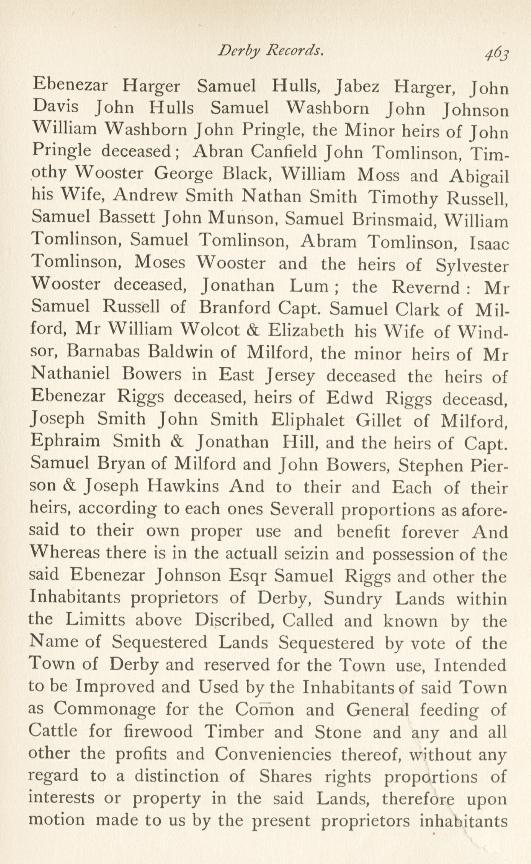 Derby Records. 463
Ebenezar Harger Samuel Hulls, Jabez Harger, John
Davis John Hulls Samuel Washborn John Johnson
William Washborn John Pringle, the Minor heirs of John
Pringle deceased; Abran Canfield John Tomlinson, Tim-
othy Wooster George Black, William Moss and Abigail
his Wife, Andrew Smith Nathan Smith Timothy Russell,
Samuel Bassett John Munson, Samuel Brinsmaid, William
Tomlinson, Samuel Tomlinson, Abram Tomlinson, Isaac
Tomlinson, Moses Wooster and the heirs of Sylvester
Wooster deceased, Jonathan Lum; the Revernd: Mr
Samuel Russell of Branford Capt. Samuel Clark of Mil-
ford, Mr William Wolcot & Elizabeth his Wife of Wind-
sor, Barnabas Baldwin of Milford, the minor heirs of Mr
Nathaniel Bowers in East Jersey deceased the heirs of
Ebenezar Riggs deceased, heirs of Edwd Riggs deceasd,
Joseph Smith John Smith Eliphalet Gillet of Milford,
Ephraim Smith & Jonathan Hill, and the heirs of Capt.
Samuel Bryan of Milford and John Bowers, Stephen Pier-
son & Joseph Hawkins And to their and Each of their
heirs, according to each ones Severall proportions as afore-
said to their own proper use and benefit forever And
Whereas there is in the actuall seizin and possession of the
said Ebenezar Johnson Esqr Samuel Riggs and other the
Inhabitants proprietors of Derby, Sundry Lands within
the Limitts above Discribed, Called and known by the
Name of Sequestered Lands Sequestered by vote of the
Town of Derby and reserved for the Town use, Intended
to be Improved and Used by the Inhabitants of said Town
as Commonage for the Com̄on and General feeding of
Cattle for firewood Timber and Stone and any and all
other the profits and Conveniencies thereof, without any
regard to a distinction of Shares rights proportions of
interests or property in the said Lands, therefore upon
motion made to us by the present proprietors inhabitants